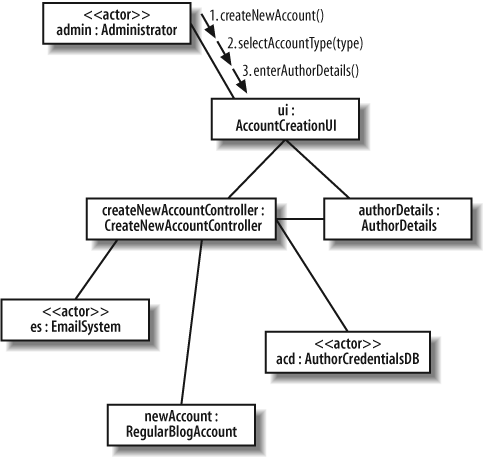 <<actor>>
admin : Administrator
1. createNewAccount()
2. selectAccountType(type)
3. enterAuthorDetails()
ui :
AccountCreationUI
createNewAccountController :
CreateNewAccountController
authorDetails :
AuthorDetails
<<actor>>
es : EmailSystem
<<actor>>
acd : AuthorCredentialsDB
newAccount :
RegularBlogAccount